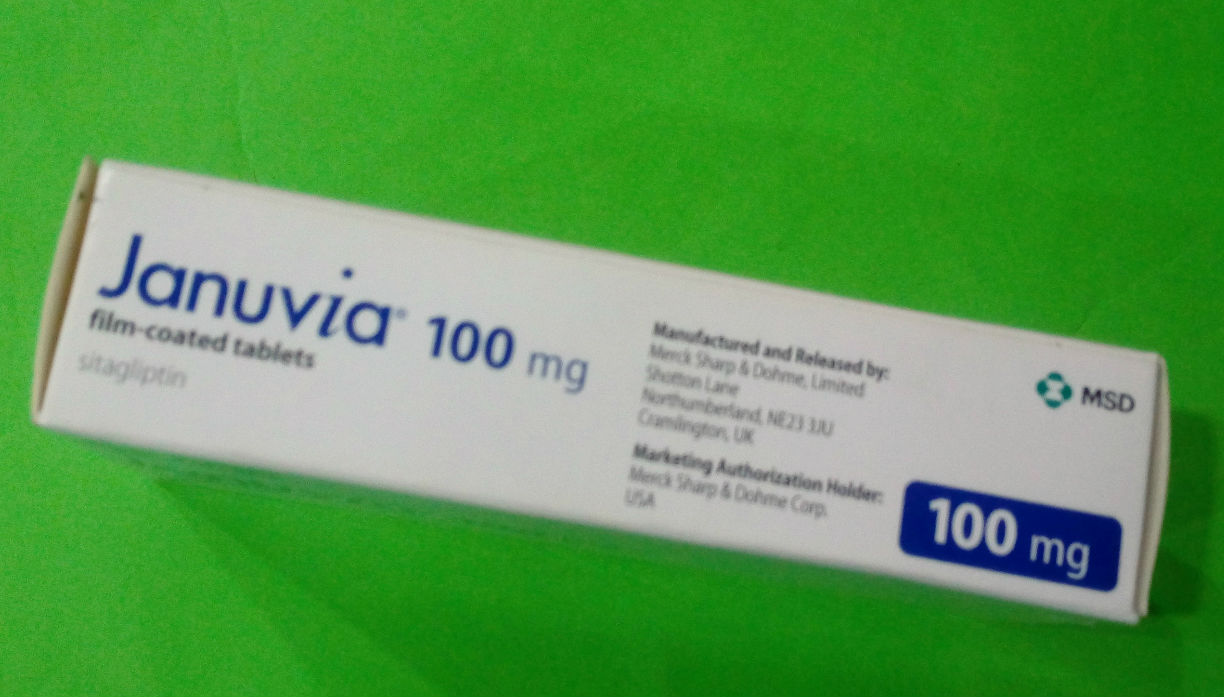 Januvia® 100 mg
film-coated tablets
sitagliptin
Manufactured and Released by:
Merck Sharp & Dohme, Limited
Shotton Lane
Northumberland, NE23 3JU
Cramlington, UK
Marketing Authorization Holder:
Merck Sharp & Dohme Corp.
USA
MSD
100 mg